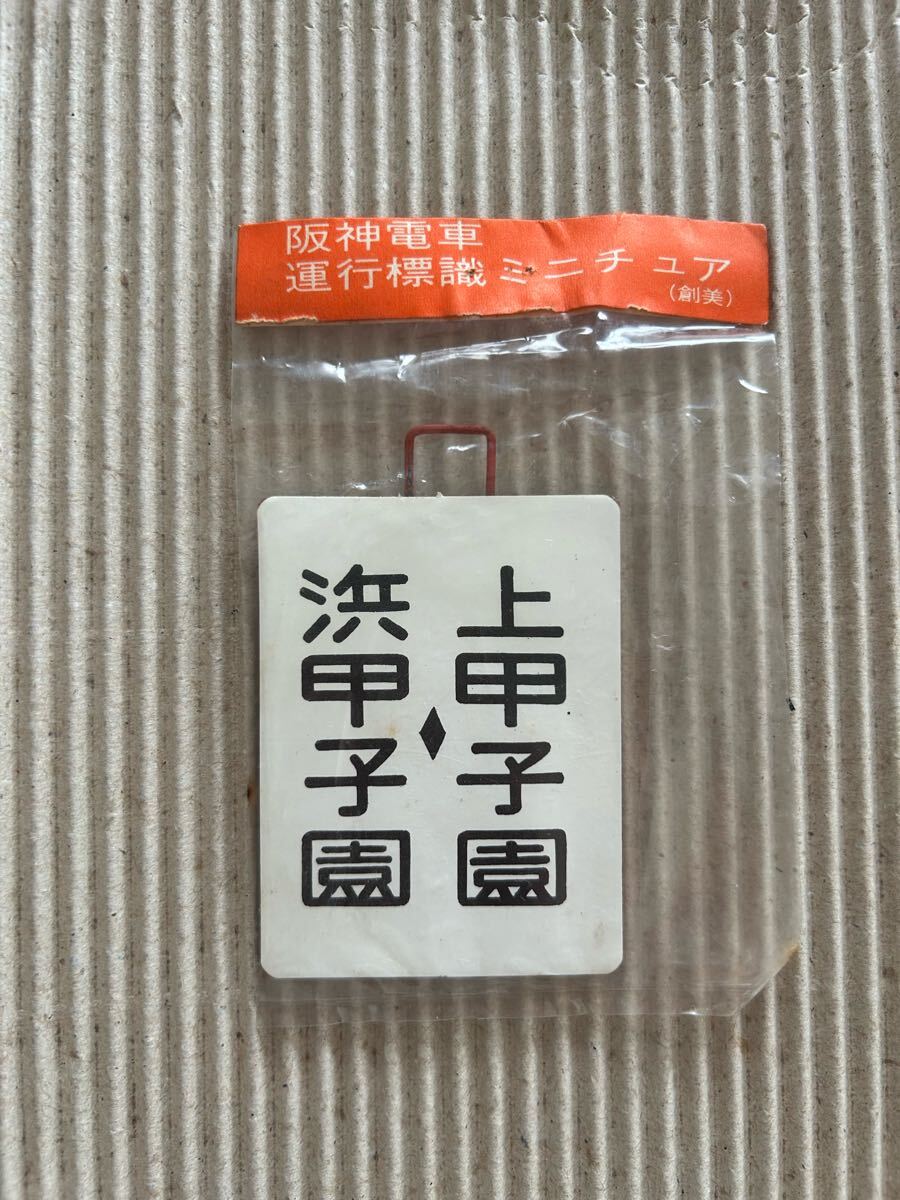 阪神電車
運行標識ミニチュア
(創美)
上甲子園
浜甲子園